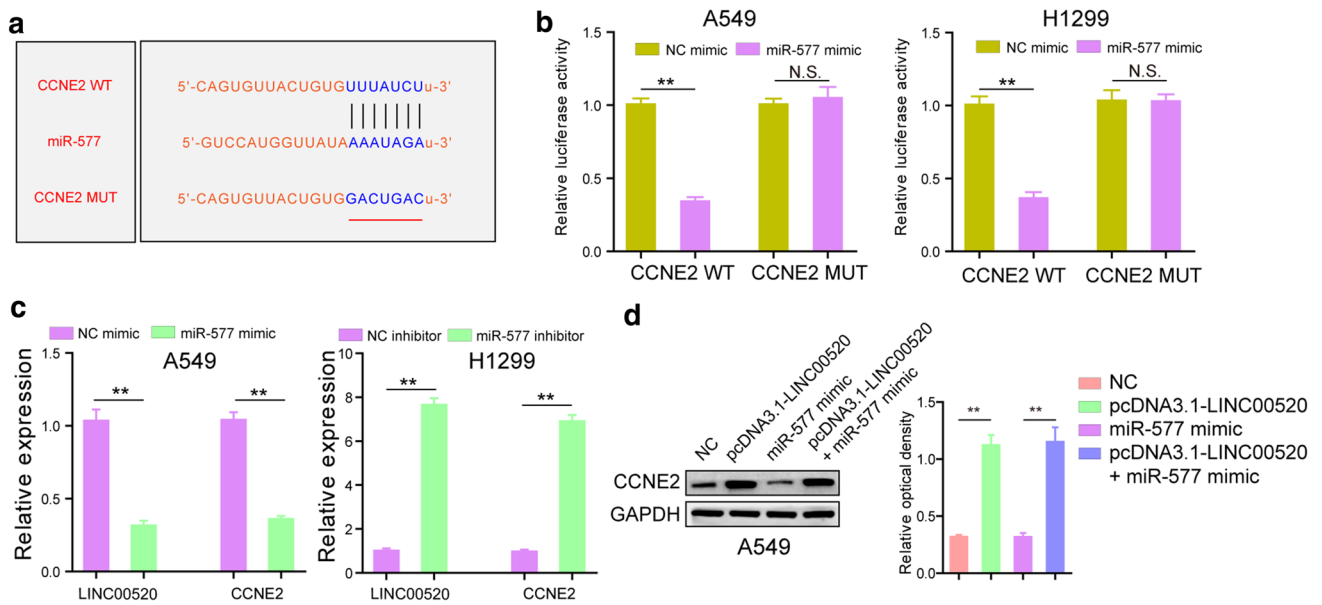 a
CCNE2 WT
5'-CAGUGUUACUGUGUUUAUCUu-3'
miR-577
5'-GUCCAUGGUUAUAAAAUAGAu-3'
CCNE2 MUT
5'-CAGUGUUACUGUGGACUGACu-3'
b
A549
NC mimic
miR-577 mimic
Relative luciferase activity
1.5
1.0
0.5
0.0
**
N.S.
CCNE2 WT
CCNE2 MUT
H1299
NC mimic
miR-577 mimic
Relative luciferase activity
1.5
1.0
0.5
0.0
**
N.S.
CCNE2 WT
CCNE2 MUT
c
NC mimic
miR-577 mimic
A549
Relative expression
1.5
1.0
0.5
0.0
**
**
LINC00520
CCNE2
NC inhibitor
miR-577 inhibitor
H1299
Relative expression
10
8
6
4
2
0
**
**
LINC00520
CCNE2
d
NC
pcDNA3.1-LINC00520
miR-577 mimic
pcDNA3.1-LINC00520
+ miR-577 mimic
CCNE2
GAPDH
A549
Relative optical density
1.5
1.0
0.5
0.0
**
**
NC
pcDNA3.1-LINC00520
miR-577 mimic
pcDNA3.1-LINC00520
+ miR-577 mimic